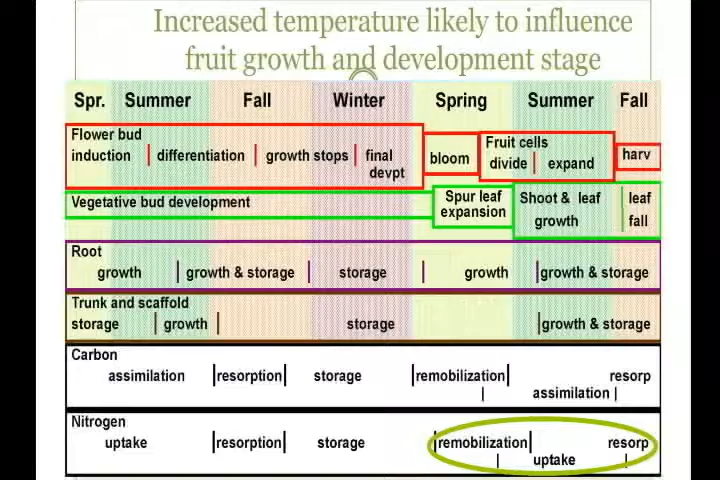 Increased temperature likely to influence
fruit growth and development stage
Spr. Summer Fall Winter Spring Summer Fall
Flower bud
induction differentiation growth stops final devpt
bloom
Fruit cells
divide expand
harv
Vegetative bud development
Spur leaf
expansion
Shoot & leaf
growth
leaf
fall
Root
growth growth & storage storage growth growth & storage
Trunk and scaffold
storage growth storage growth & storage
Carbon
assimilation resorption storage remobilization resorp
assimilation
Nitrogen
uptake resorption storage remobilization resorp
uptake